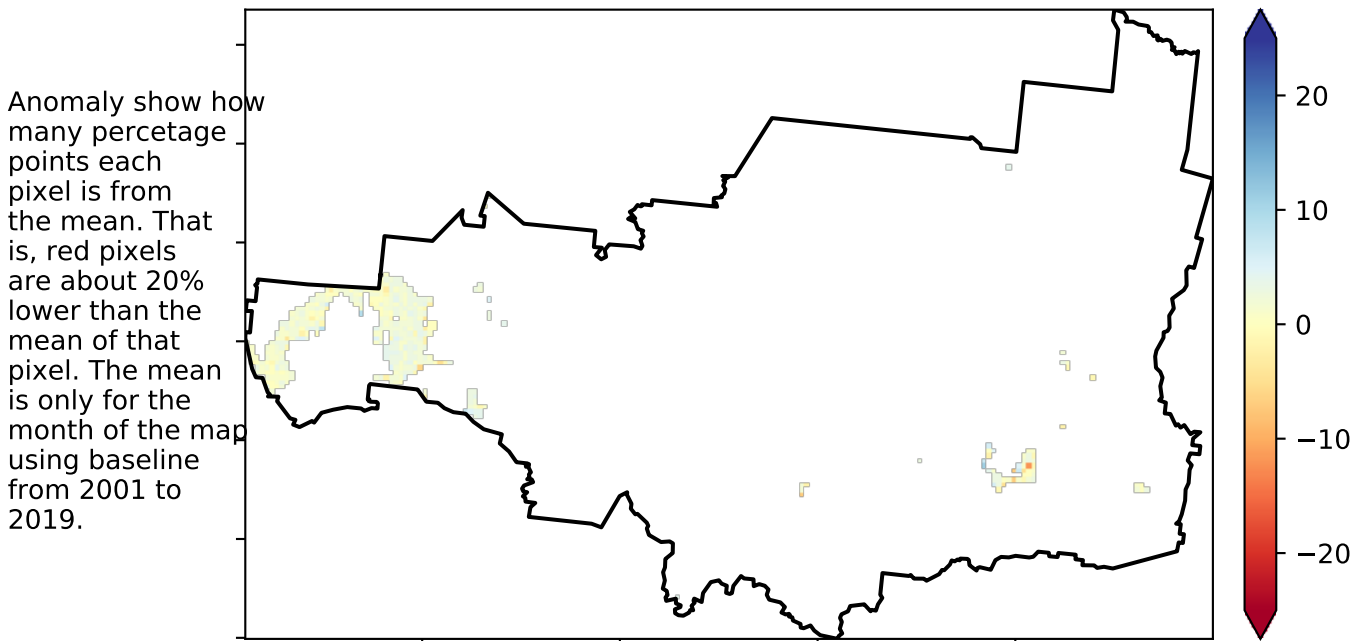 Anomaly show how
many percetage
points each
pixel is from
the mean. That
is, red pixels
are about 20%
lower than the
mean of that
pixel. The mean
is only for the
month of the map
using baseline
from 2001 to
2019.
20
10
0
−10
−20